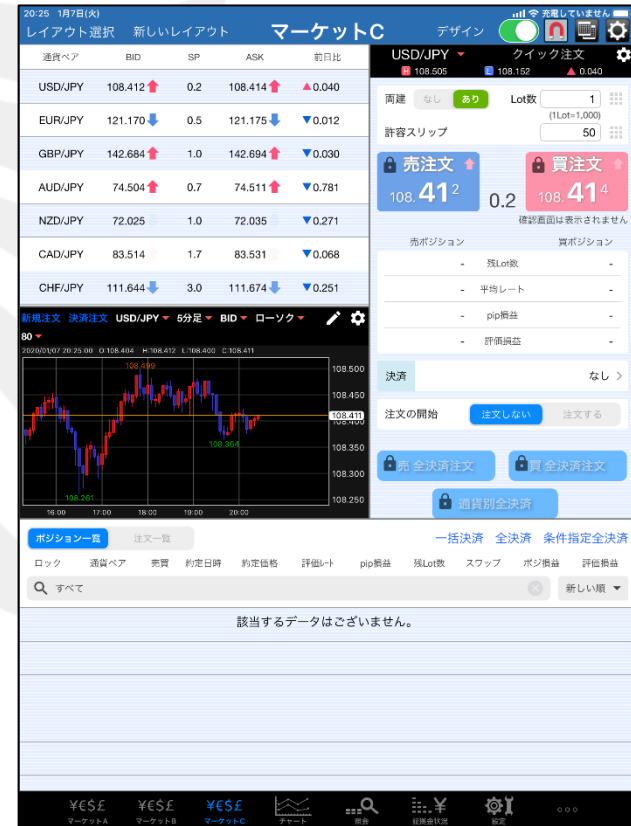 20:25 1月7日(火) 充電していません
レイアウト選択 新しいレイアウト マーケットC デザイン
通貨ペア BID SP ASK 前日比
USD/JPY 108.412 0.2 108.414 ▲0.040
EUR/JPY 121.170 0.5 121.175 ▼0.012
GBP/JPY 142.684 1.0 142.694 ▼0.030
AUD/JPY 74.504 0.7 74.511 ▼0.781
NZD/JPY 72.025 1.0 72.035 ▼0.271
CAD/JPY 83.514 1.7 83.531 ▼0.068
CHF/JPY 111.644 3.0 111.674 ▼0.251
USD/JPY クイック注文
H 108.505 L 108.152 ▲ 0.040
両建 なし あり Lot数 1
(1Lot=1,000)
許容スリップ 50
売注文 買注文
108.41 2 0.2 108.41 4
確認画面は表示されません
売ポジション 買ポジション
- 残Lot数 -
- 平均レート -
- pip損益 -
- 評価損益 -
決済 なし >
注文の開始 注文しない 注文する
売 全決済注文 買 全決済注文
通貨別全決済
新規注文 決済注文 USD/JPY 5分足 BID ローソク
80
2020/01/07 20:25:00 O:108.404 H:108.412 L:108.400 C:108.411
108.499
108.500
108.450
108.411
108.400
108.364
108.350
108.300
108.261
108.250
16:00 17:00 18:00 19:00 20:00
ポジション一覧 注文一覧 一括決済 全決済 条件指定全決済
ロック 通貨ペア 売買 約定日時 約定価格 評価レート pip損益 残Lot数 スワップ ポジ損益 評価損益
すべて 新しい順
該当するデータはございません。
¥€$£ ¥€$£ ¥€$£
マーケットA マーケットB マーケットC チャート 照会 証拠金状況 設定